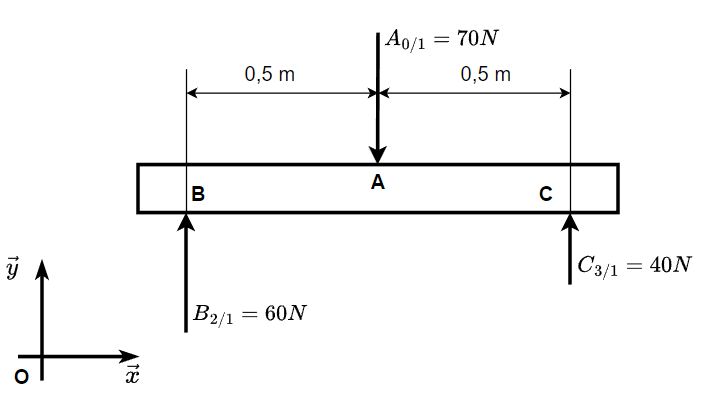 A0/1 = 70N
0,5 m
0,5 m
B
A
C
C3/1 = 40N
y⃗
B2/1 = 60N
O
x⃗